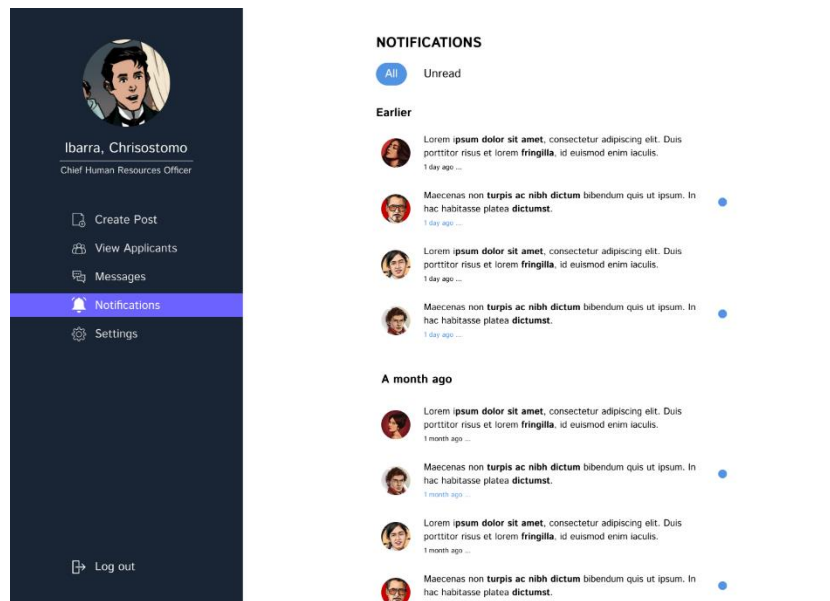 Ibarra, Chrisostomo
Chief Human Resources Officer
Create Post
View Applicants
Messages
Notifications
Settings
Log out
NOTIFICATIONS
All
Unread
Earlier
Lorem ipsum dolor sit amet, consectetur adipiscing elit. Duis
porttitor risus et lorem fringilla, id euismod enim iaculis.
1 day ago ...
Maecenas non turpis ac nibh dictum bibendum quis ut ipsum. In
hac habitasse platea dictumst.
1 day ago ...
Lorem ipsum dolor sit amet, consectetur adipiscing elit. Duis
porttitor risus et lorem fringilla, id euismod enim iaculis.
1 day ago ...
Maecenas non turpis ac nibh dictum bibendum quis ut ipsum. In
hac habitasse platea dictumst.
1 day ago ...
A month ago
Lorem ipsum dolor sit amet, consectetur adipiscing elit. Duis
porttitor risus et lorem fringilla, id euismod enim iaculis.
1 month ago ...
Maecenas non turpis ac nibh dictum bibendum quis ut ipsum. In
hac habitasse platea dictumst.
1 month ago ...
Lorem ipsum dolor sit amet, consectetur adipiscing elit. Duis
porttitor risus et lorem fringilla, id euismod enim iaculis.
1 month ago ...
Maecenas non turpis ac nibh dictum bibendum quis ut ipsum. In
hac habitasse platea dictumst.